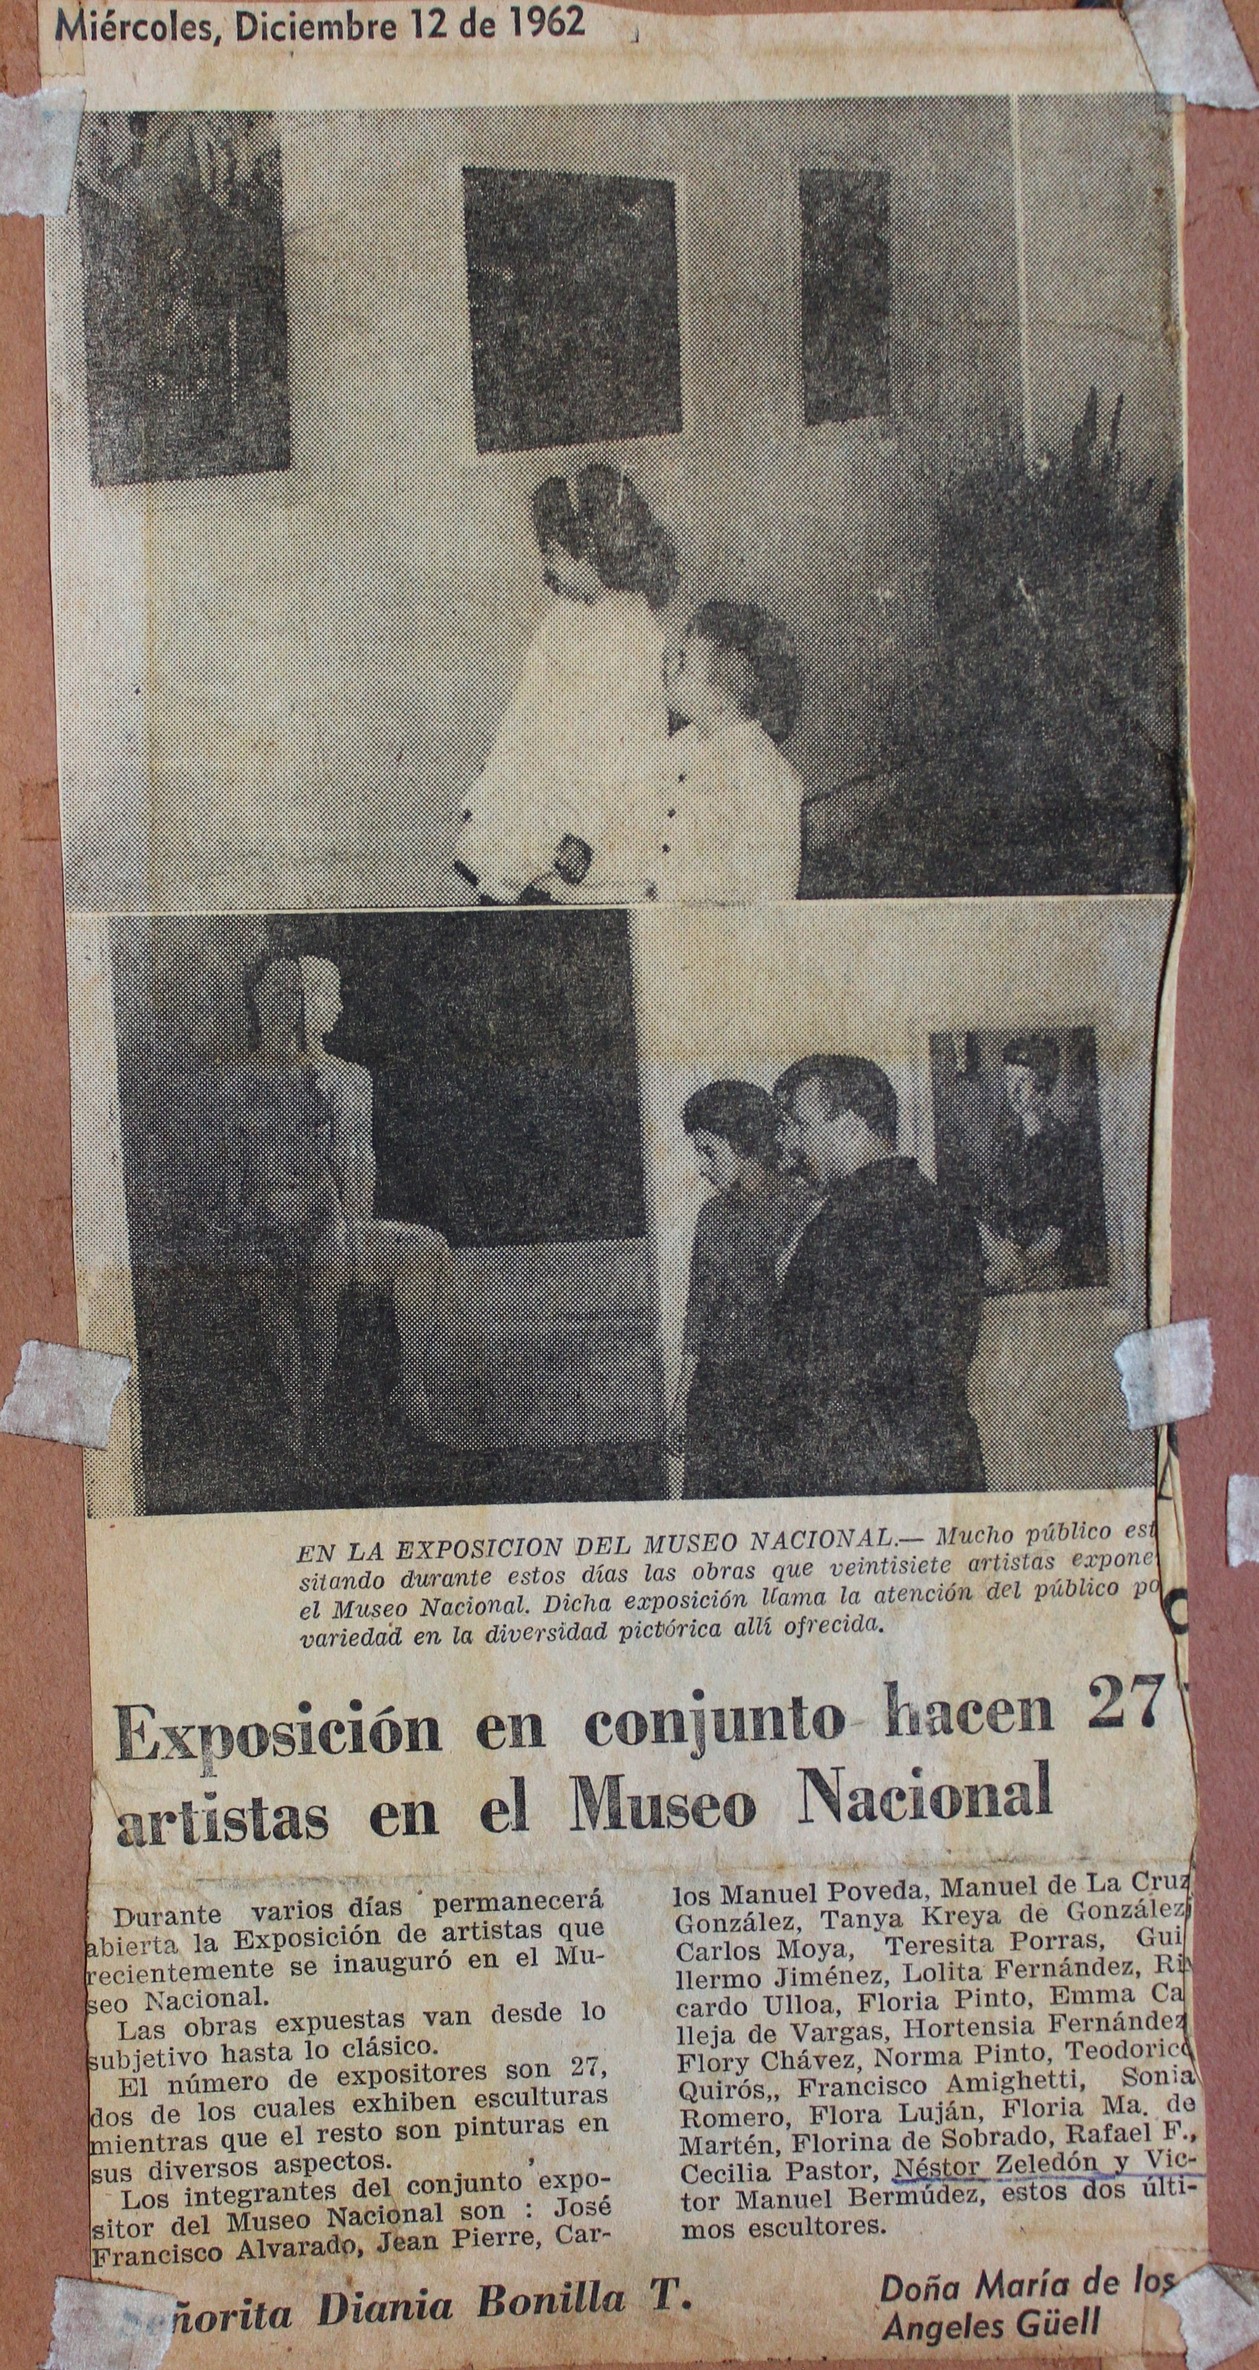 Miércoles, Diciembre 12 de 1962
EN LA EXPOSICION DEL MUSEO NACIONAL.— Mucho público est
sitando durante estos días las obras que veintisiete artistas expone
el Museo Nacional. Dicha exposición llama la atención del público po
variedad en la diversidad pictórica allí ofrecida.
Exposición en conjunto hacen 27
artistas en el Museo Nacional
Durante varios días permanecerá
abierta la Exposición de artistas que
recientemente se inauguró en el Mu-
seo Nacional.
Las obras expuestas van desde lo
subjetivo hasta lo clásico.
El número de expositores son 27,
dos de los cuales exhiben esculturas
mientras que el resto son pinturas en
sus diversos aspectos.
Los integrantes del conjunto expo-
sitor del Museo Nacional son : José
Francisco Alvarado, Jean Pierre, Car-
los Manuel Poveda, Manuel de La Cruz
González, Tanya Kreya de González
Carlos Moya, Teresita Porras, Gui
llermo Jiménez, Lolita Fernández, Ri
cardo Ulloa, Floria Pinto, Emma Ca
lleja de Vargas, Hortensia Fernández
Flory Chávez, Norma Pinto, Teodorico
Quirós,, Francisco Amighetti, Sonia
Romero, Flora Luján, Floria Ma. de
Martén, Florina de Sobrado, Rafael F.,
Cecilia Pastor, Néstor Zeledón y Vic-
tor Manuel Bermúdez, estos dos últi-
mos escultores.
ñorita Diania Bonilla T.
Doña María de los
Angeles Güell